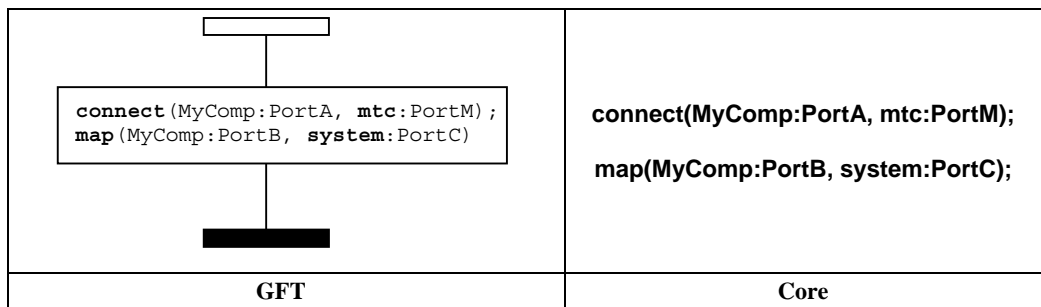 connect(MyComp:PortA, mtc:PortM);
map(MyComp:PortB, system:PortC)
connect(MyComp:PortA, mtc:PortM);
map(MyComp:PortB, system:PortC);
GFT
Core